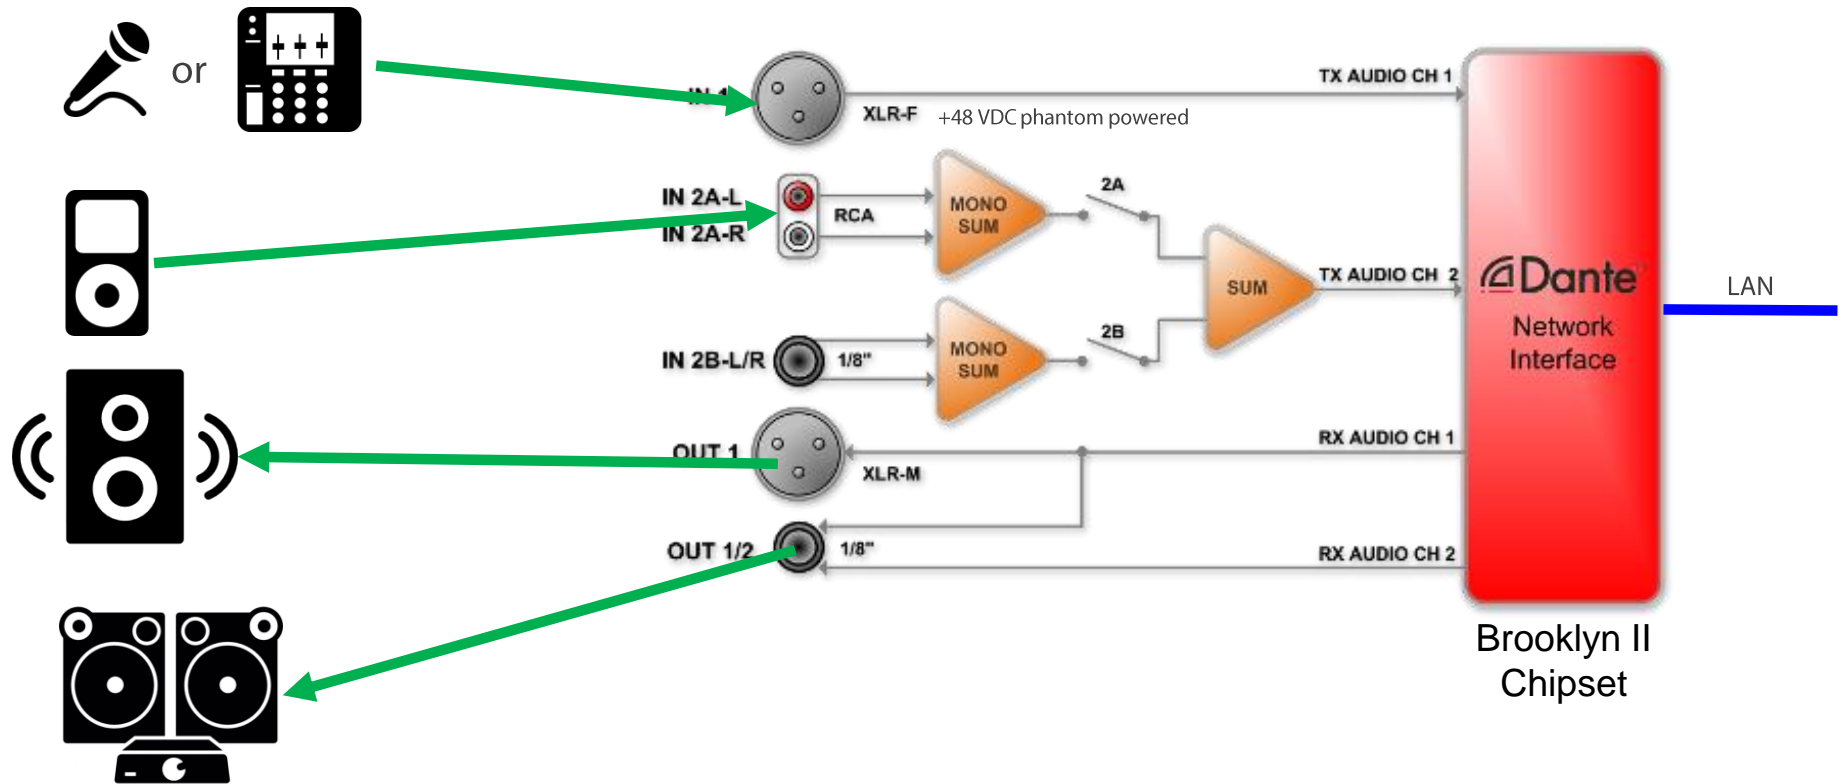 or
IN 1
XLR-F
+48 VDC phantom powered
TX AUDIO CH 1
IN 2A-L
IN 2A-R
RCA
MONO
SUM
2A
SUM
TX AUDIO CH 2
IN 2B-L/R
1/8"
MONO
SUM
2B
Dante
Network
Interface
LAN
OUT 1
XLR-M
RX AUDIO CH 1
OUT 1/2
1/8"
RX AUDIO CH 2
Brooklyn II
Chipset